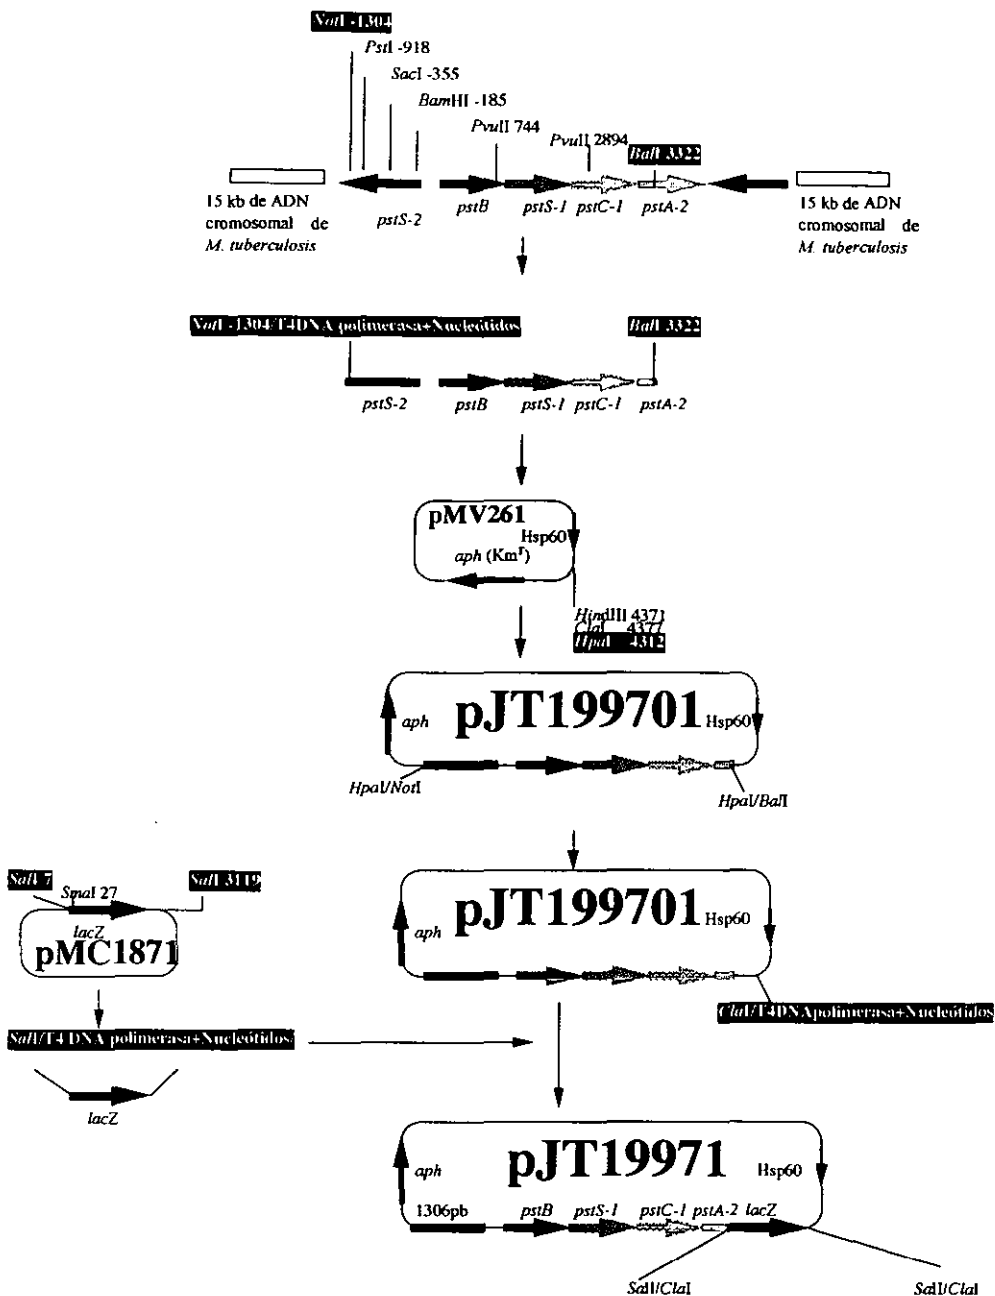 NotI -1304
PstI -918
SacI -355
BamHI -185
PvuII 744
PvuII 2894
BalI 3322
15 kb de ADN
cromosomal de
M. tuberculosis
pstS-2
pstB
pstS-1
pstC-1
pstA-2
15 kb de ADN
cromosomal de
M. tuberculosis
NotI -1304/T4DNA polimerasa+Nucleótidos
BalI 3322
pstS-2
pstB
pstS-1
pstC-1
pstA-2
pMV261
Hsp60
aph (Kmr)
HindIII 4371
ClaI 4377
HpaI 4312
pJT199701
aph
Hsp60
HpaI/NotI
HpaI/BalI
SalI 7
SmaI 27
SalI 3119
lacZ
pMC1871
pJT199701
aph
Hsp60
ClaI/T4DNApolimerasa+Nucleótidos
SalI/T4 DNA polimerasa+Nucleótidos
lacZ
pJT19971
aph
Hsp60
1306pb
pstB
pstS-1
pstC-1
pstA-2
lacZ
SalI/ClaI
SalI/ClaI